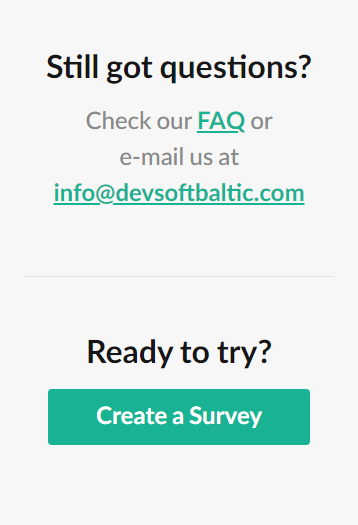 Still got questions?
Check our FAQ or
e-mail us at
info@devsoftbaltic.com
Ready to try?
Create a Survey